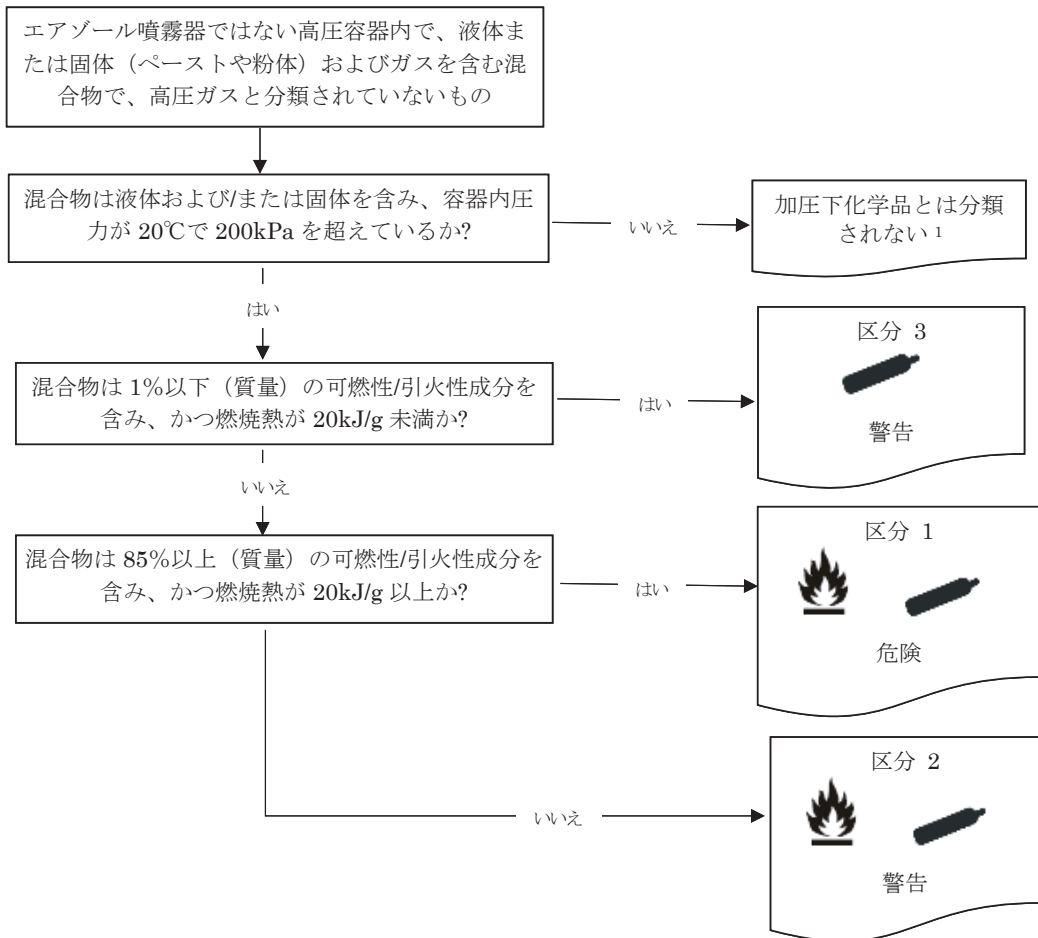 エアゾール噴霧器ではない高圧容器内で、液体ま
たは固体（ペーストや粉体）およびガスを含む混
合物で、高圧ガスと分類されていないもの
混合物は液体および/または固体を含み、容器内圧
力が 20℃で 200kPa を超えているか?
いいえ
加圧下化学品とは分類
されない 1
はい
混合物は 1%以下（質量）の可燃性/引火性成分を
含み、かつ燃焼熱が 20kJ/g 未満か?
はい
区分 3
警告
いいえ
混合物は 85%以上（質量）の可燃性/引火性成分を
含み、かつ燃焼熱が 20kJ/g 以上か?
はい
区分 1
危険
いいえ
区分 2
警告